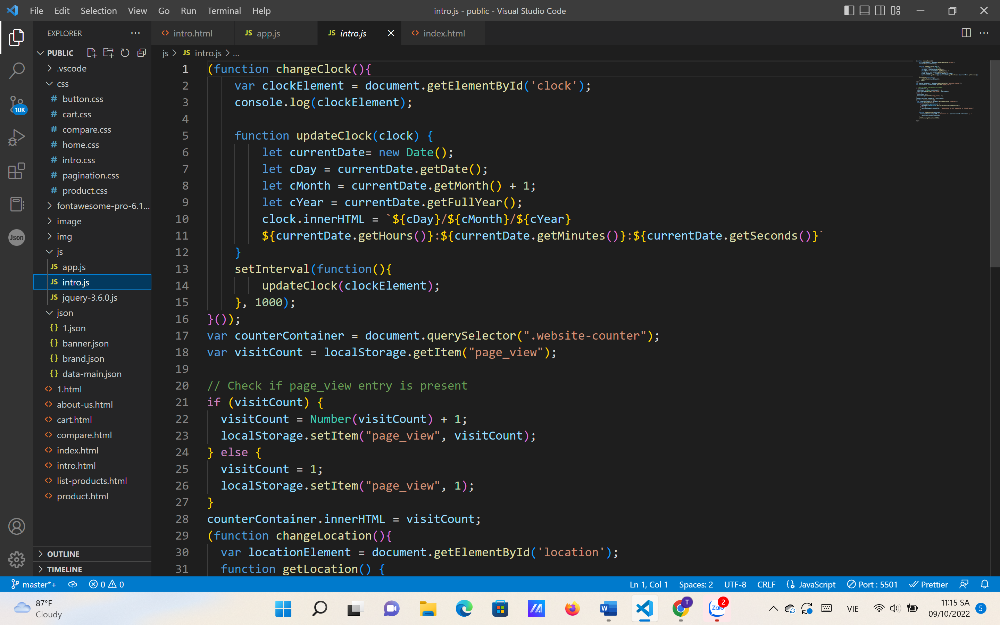 File Edit Selection View Go Run Terminal Help
intro.js - public - Visual Studio Code
EXPLORER
intro.html
JS app.js
JS intro.js
index.html
PUBLIC
js > JS intro.js > ...
.vscode
css
# button.css
# cart.css
# compare.css
# home.css
# intro.css
# pagination.css
# product.css
fontawesome-pro-6.1...
image
img
js
JS app.js
JS intro.js
JS jquery-3.6.0.js
json
{} 1.json
{} banner.json
{} brand.json
{} data-main.json
<> 1.html
<> about-us.html
<> cart.html
<> compare.html
<> index.html
<> intro.html
<> list-products.html
<> product.html
OUTLINE
TIMELINE
10K
Json
1 (function changeClock(){
2     var clockElement = document.getElementById('clock');
3     console.log(clockElement);
4
5     function updateClock(clock) {
6         let currentDate= new Date();
7         let cDay = currentDate.getDate();
8         let cMonth = currentDate.getMonth() + 1;
9         let cYear = currentDate.getFullYear();
10         clock.innerHTML = `${cDay}/${cMonth}/${cYear}
11         ${currentDate.getHours()}:${currentDate.getMinutes()}:${currentDate.getSeconds()}`
12     }
13     setInterval(function(){
14         updateClock(clockElement);
15     }, 1000);
16 }());
17 var counterContainer = document.querySelector(".website-counter");
18 var visitCount = localStorage.getItem("page_view");
19
20 // Check if page_view entry is present
21 if (visitCount) {
22   visitCount = Number(visitCount) + 1;
23   localStorage.setItem("page_view", visitCount);
24 } else {
25   visitCount = 1;
26   localStorage.setItem("page_view", 1);
27 }
28 counterContainer.innerHTML = visitCount;
29 (function changeLocation(){
30   var locationElement = document.getElementById('location');
31   function getLocation() {
master*+ 0 0
Ln 1, Col 1 Spaces: 2 UTF-8 CRLF {} JavaScript Port : 5501 Prettier
87°F
Cloudy
W
T
Zalo
2
VIE
11:15 SA
09/10/2022
5